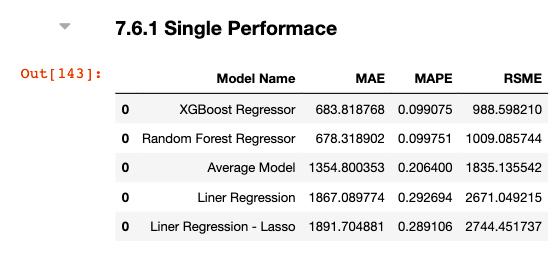 7.6.1 Single Performace
Out[143]:
Model Name MAE MAPE RSME
0 XGBoost Regressor 683.818768 0.099075 988.598210
0 Random Forest Regressor 678.318902 0.099751 1009.085744
0 Average Model 1354.800353 0.206400 1835.135542
0 Liner Regression 1867.089774 0.292694 2671.049215
0 Liner Regression - Lasso 1891.704881 0.289106 2744.451737